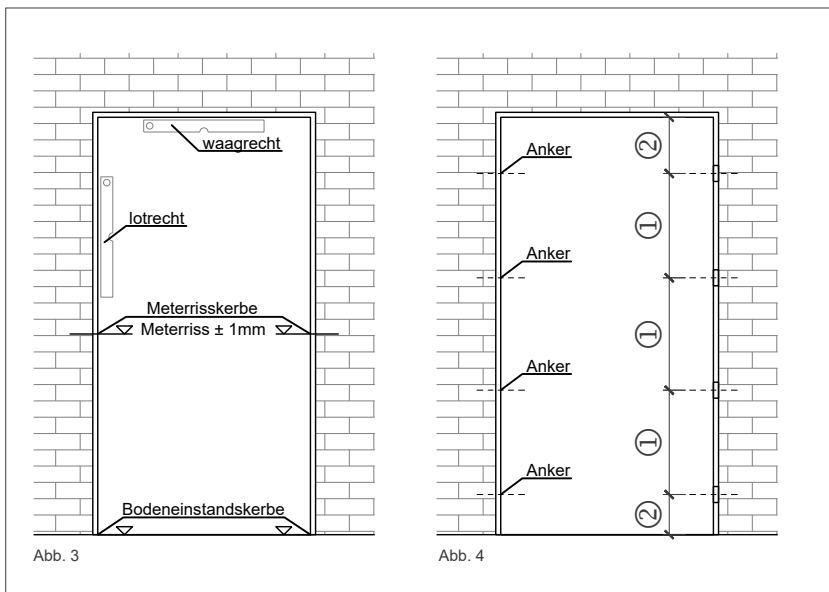 waagrecht
lotrecht
Meterrisskerbe
Meterriss ± 1mm
Bodeneinstandskerbe
Abb. 3
②
Anker
①
Anker
①
Anker
①
Anker
②
Abb. 4